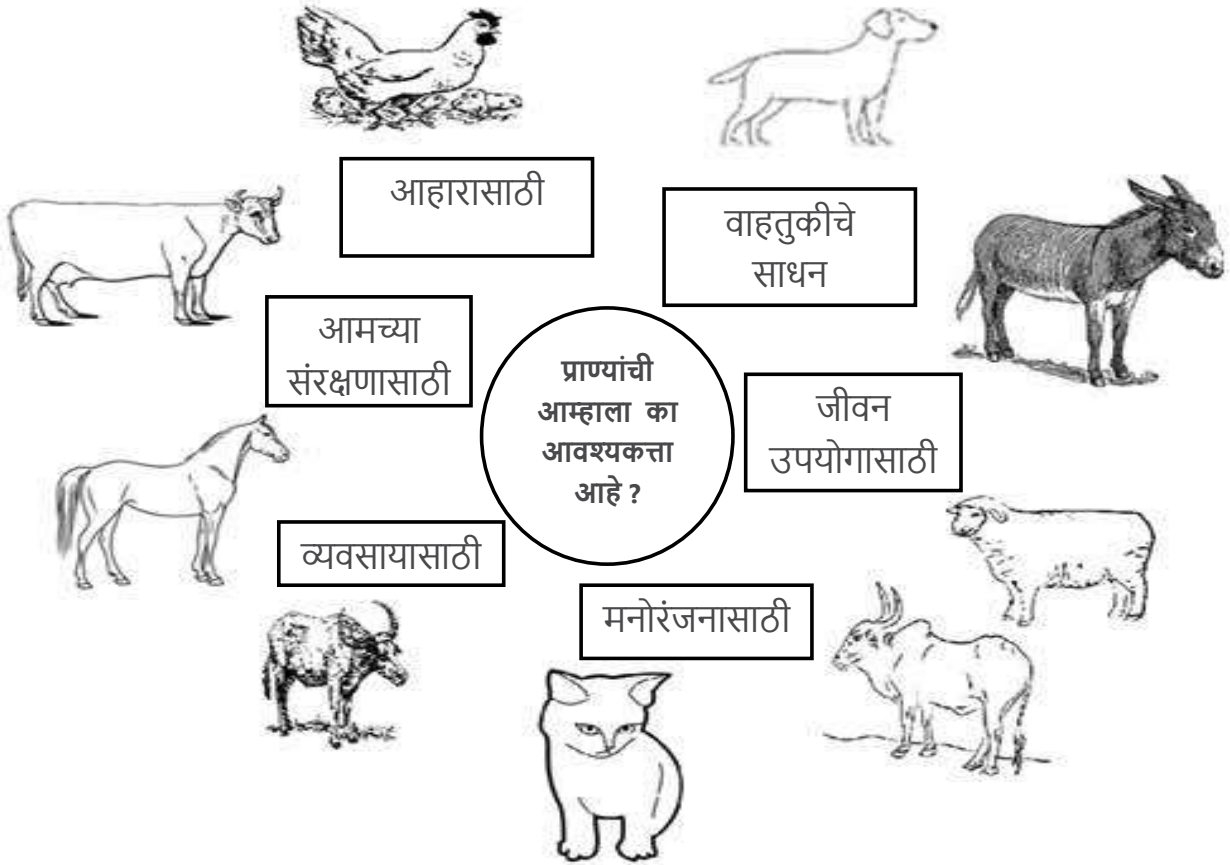 आहारासाठी
वाहतुकीचे
साधन
आमच्या
संरक्षणासाठी
प्राण्यांची
आम्हाला का
आवश्यकत्ता
आहे ?
जीवन
उपयोगासाठी
व्यवसायासाठी
मनोरंजनासाठी